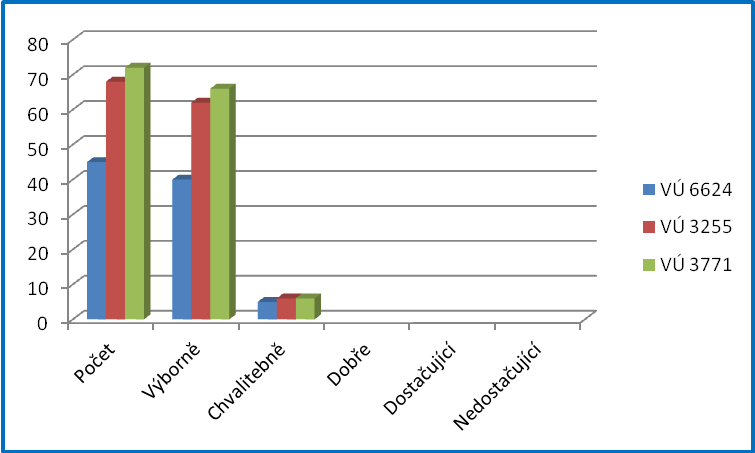 80
70
60
50
40
30
20
10
0
Počet
Výborně
Chvalitebně
Dobře
Dostačující
Nedostačující
VÚ 6624
VÚ 3255
VÚ 3771